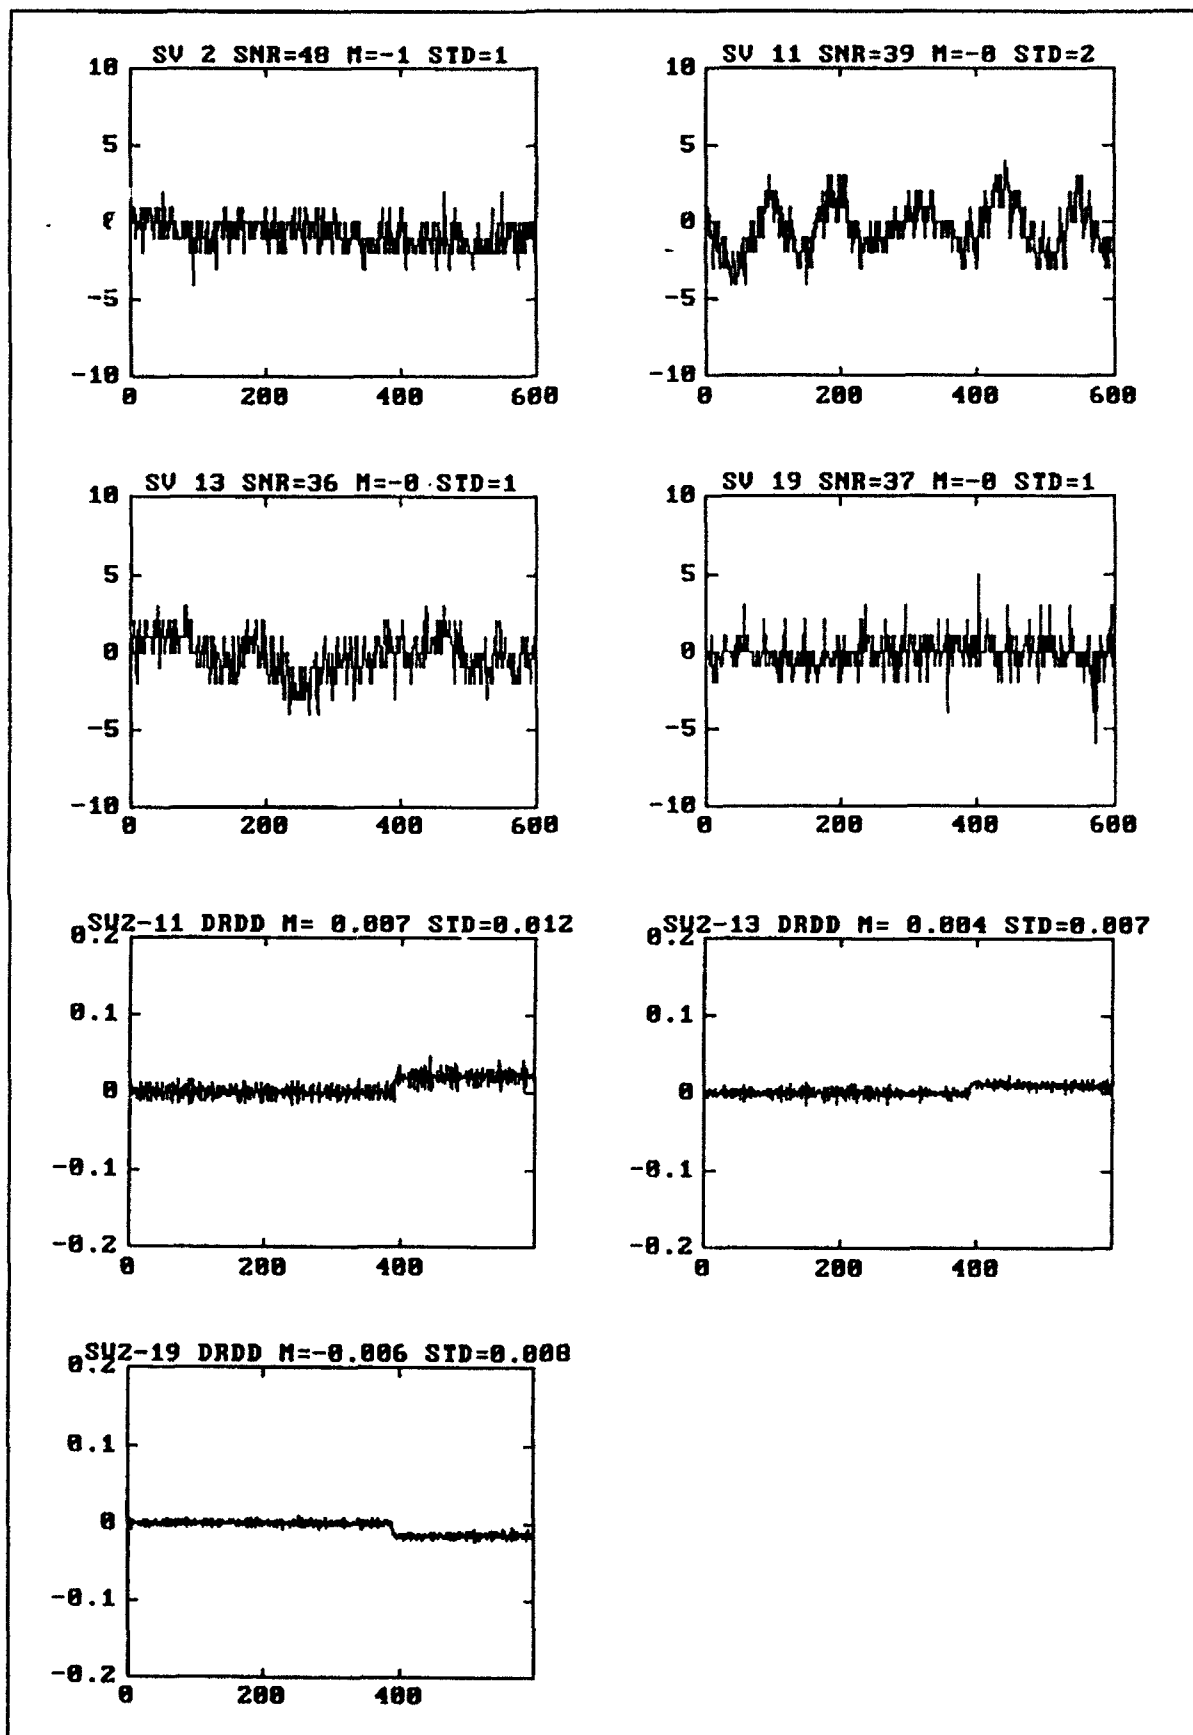 SV 2 SNR=48 M=-1 STD=1
10
5
0
-5
-10
0 200 400 600
SV 11 SNR=39 M=-0 STD=2
10
5
0
-5
-10
0 200 400 600
SV 13 SNR=36 M=-0 STD=1
10
5
0
-5
-10
0 200 400 600
SV 19 SNR=37 M=-0 STD=1
10
5
0
-5
-10
0 200 400 600
SV2-11 DRDD M= 0.007 STD=0.012
0.2
0.1
0
-0.1
-0.2
0 200 400
SV2-13 DRDD M= 0.004 STD=0.007
0.2
0.1
0
-0.1
-0.2
0 200 400
SV2-19 DRDD M=-0.006 STD=0.008
0.2
0.1
0
-0.1
-0.2
0 200 400